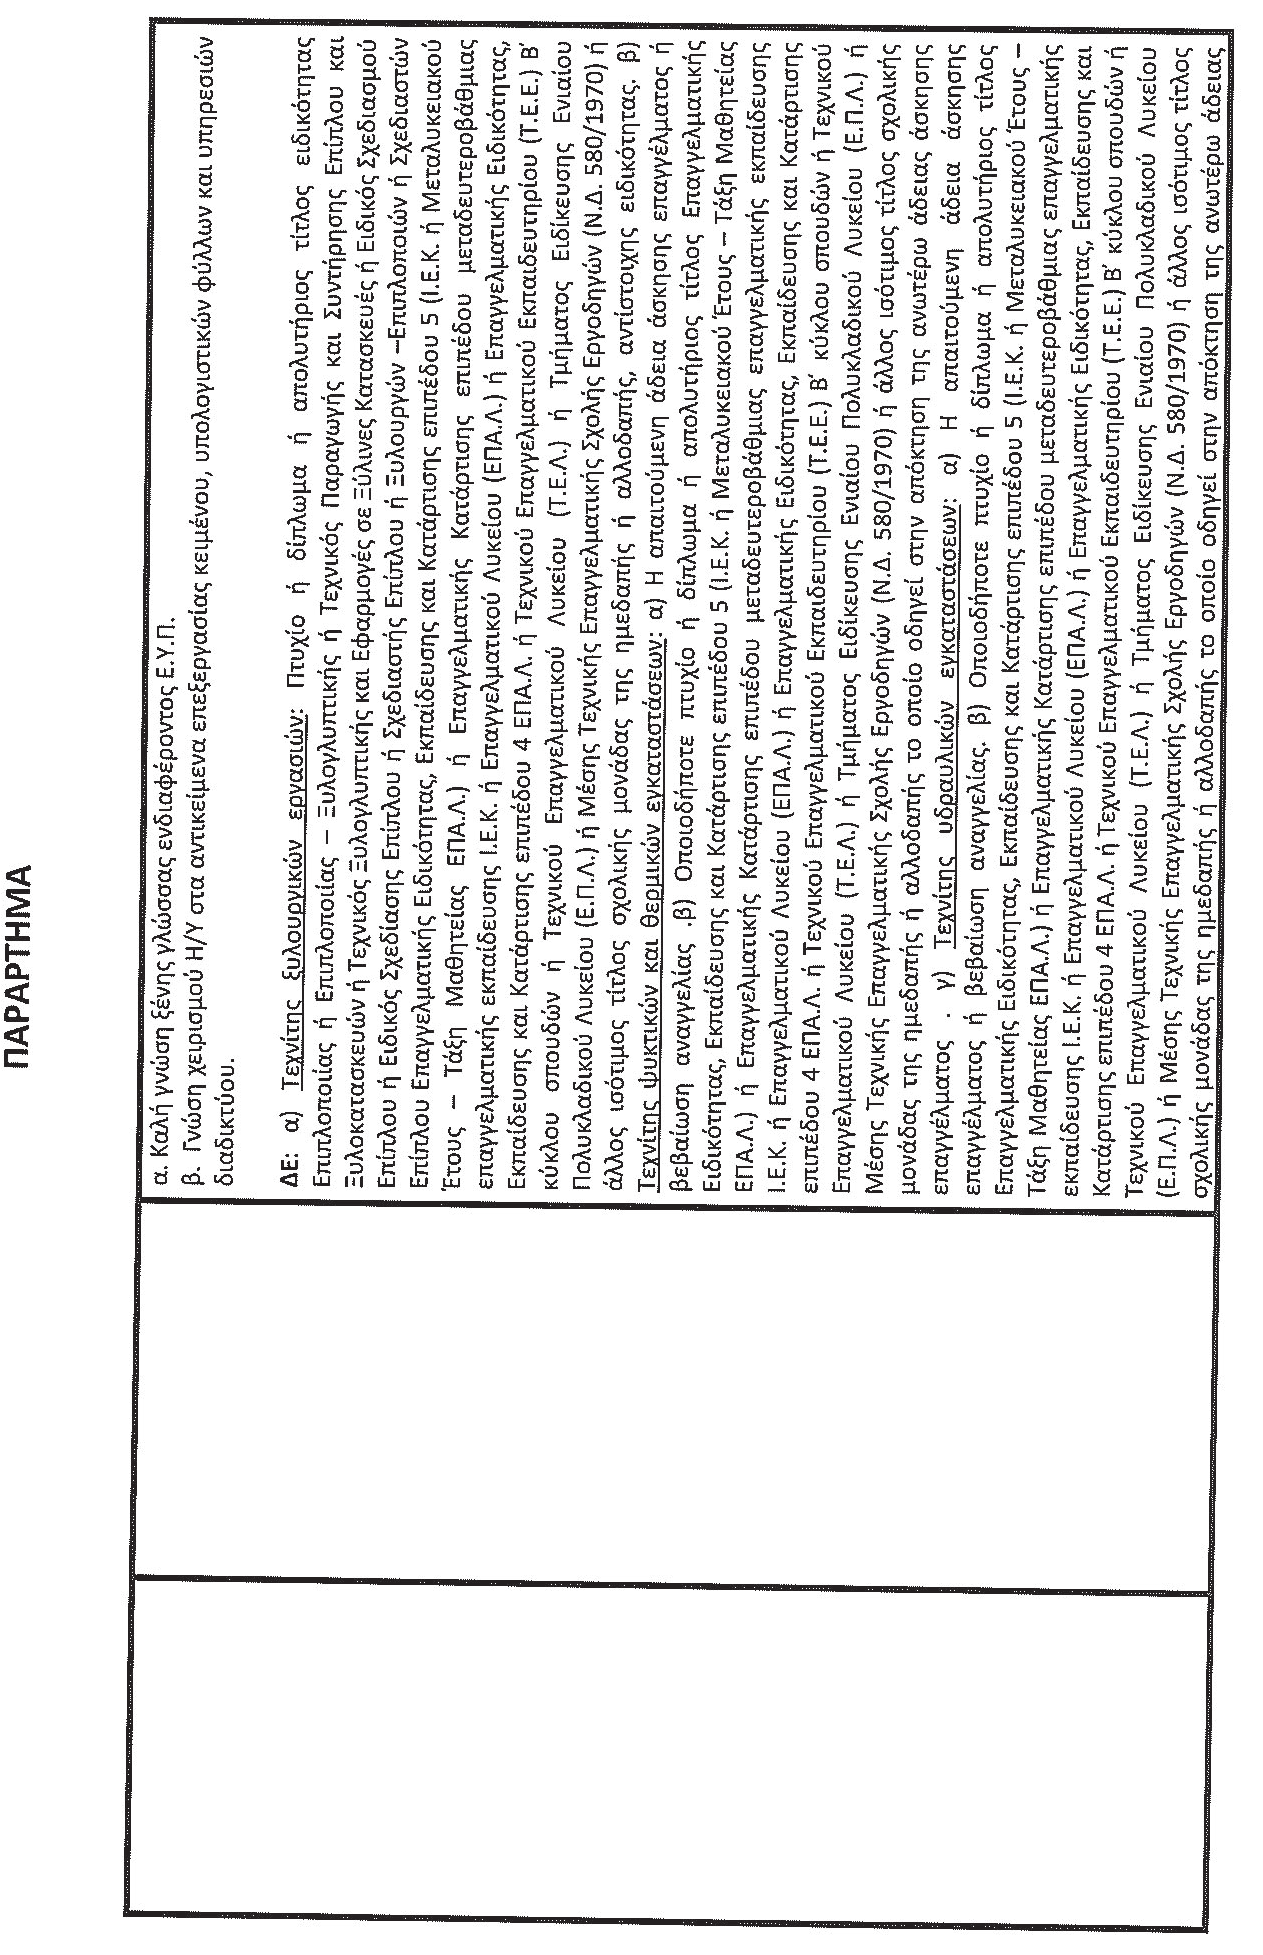 ΠΑΡΑΡΤΗΜΑ
α. Καλή γνώση ξένης γλώσσας ενδιαφέροντος Ε.Υ.Π.
β. Γνώση χειρισμού Η/Υ στα αντικείμενα επεξεργασίας κειμένου, υπολογιστικών φύλλων και υπηρεσιών
διαδικτύου.
ΔΕ: α) Τεχνίτης ξυλουργικών εργασιών: Πτυχίο ή δίπλωμα ή απολυτήριος τίτλος ειδικότητας
Επιπλοποιίας ή Επιπλοποιίας – Ξυλογλυπτικής ή Τεχνικός Παραγωγής και Συντήρησης Επίπλου και
Ξυλοκατασκευών ή Τεχνικός Ξυλογλυπτικής και Εφαρμογές σε Ξύλινες Κατασκευές ή Ειδικός Σχεδιασμού
Επίπλου ή Ειδικός Σχεδίασης Επίπλου ή Σχεδιαστής Επίπλου ή Ξυλουργών –Επιπλοποιών ή Σχεδιαστών
Επίπλου Επαγγελματικής Ειδικότητας, Εκπαίδευσης και Κατάρτισης επιπέδου 5 (Ι.Ε.Κ. ή Μεταλυκειακού
Έτους – Τάξη Μαθητείας ΕΠΑ.Λ.) ή Επαγγελματικής Κατάρτισης επιπέδου μεταδευτεροβάθμιας
επαγγελματικής εκπαίδευσης Ι.Ε.Κ. ή Επαγγελματικού Λυκείου (ΕΠΑ.Λ.) ή Επαγγελματικής Ειδικότητας,
Εκπαίδευσης και Κατάρτισης επιπέδου 4 ΕΠΑ.Λ. ή Τεχνικού Επαγγελματικού Εκπαιδευτηρίου (Τ.Ε.Ε.) Β΄
κύκλου σπουδών ή Τεχνικού Επαγγελματικού Λυκείου (Τ.Ε.Λ.) ή Τμήματος Ειδίκευσης Ενιαίου
Πολυκλαδικού Λυκείου (Ε.Π.Λ.) ή Μέσης Τεχνικής Επαγγελματικής Σχολής Εργοδηγών (Ν.Δ. 580/1970) ή
άλλος ισότιμος τίτλος σχολικής μονάδας της ημεδαπής ή αλλοδαπής, αντίστοιχης ειδικότητας. β)
Τεχνίτης ψυκτικών και θερμικών εγκαταστάσεων: α) Η απαιτούμενη άδεια άσκησης επαγγέλματος ή
βεβαίωση αναγγελίας .β) Οποιοδήποτε πτυχίο ή δίπλωμα ή απολυτήριος τίτλος Επαγγελματικής
Ειδικότητας, Εκπαίδευσης και Κατάρτισης επιπέδου 5 (Ι.Ε.Κ. ή Μεταλυκειακού Έτους – Τάξη Μαθητείας
ΕΠΑ.Λ.) ή Επαγγελματικής Κατάρτισης επιπέδου μεταδευτεροβάθμιας επαγγελματικής εκπαίδευσης
Ι.Ε.Κ. ή Επαγγελματικού Λυκείου (ΕΠΑ.Λ.) ή Επαγγελματικής Ειδικότητας, Εκπαίδευσης και Κατάρτισης
επιπέδου 4 ΕΠΑ.Λ. ή Τεχνικού Επαγγελματικού Εκπαιδευτηρίου (Τ.Ε.Ε.) Β΄ κύκλου σπουδών ή Τεχνικού
Επαγγελματικού Λυκείου (Τ.Ε.Λ.) ή Τμήματος Ειδίκευσης Ενιαίου Πολυκλαδικού Λυκείου (Ε.Π.Λ.) ή
Μέσης Τεχνικής Επαγγελματικής Σχολής Εργοδηγών (Ν.Δ. 580/1970) ή άλλος ισότιμος τίτλος σχολικής
μονάδας της ημεδαπής ή αλλοδαπής το οποίο οδηγεί στην απόκτηση της ανωτέρω άδειας άσκησης
επαγγέλματος . γ) Τεχνίτης υδραυλικών εγκαταστάσεων: α) Η απαιτούμενη άδεια άσκησης
επαγγέλματος ή βεβαίωση αναγγελίας. β) Οποιοδήποτε πτυχίο ή δίπλωμα ή απολυτήριος τίτλος
Επαγγελματικής Ειδικότητας, Εκπαίδευσης και Κατάρτισης επιπέδου 5 (Ι.Ε.Κ. ή Μεταλυκειακού Έτους –
Τάξη Μαθητείας ΕΠΑ.Λ.) ή Επαγγελματικής Κατάρτισης επιπέδου μεταδευτεροβάθμιας επαγγελματικής
εκπαίδευσης Ι.Ε.Κ. ή Επαγγελματικού Λυκείου (ΕΠΑ.Λ.) ή Επαγγελματικής Ειδικότητας, Εκπαίδευσης και
Κατάρτισης επιπέδου 4 ΕΠΑ.Λ. ή Τεχνικού Επαγγελματικού Εκπαιδευτηρίου (Τ.Ε.Ε.) Β΄ κύκλου σπουδών ή
Τεχνικού Επαγγελματικού Λυκείου (Τ.Ε.Λ.) ή Τμήματος Ειδίκευσης Ενιαίου Πολυκλαδικού Λυκείου
(Ε.Π.Λ.) ή Μέσης Τεχνικής Επαγγελματικής Σχολής Εργοδηγών (Ν.Δ. 580/1970) ή άλλος ισότιμος τίτλος
σχολικής μονάδας της ημεδαπής ή αλλοδαπής το οποίο οδηγεί στην απόκτηση της ανωτέρω άδειας